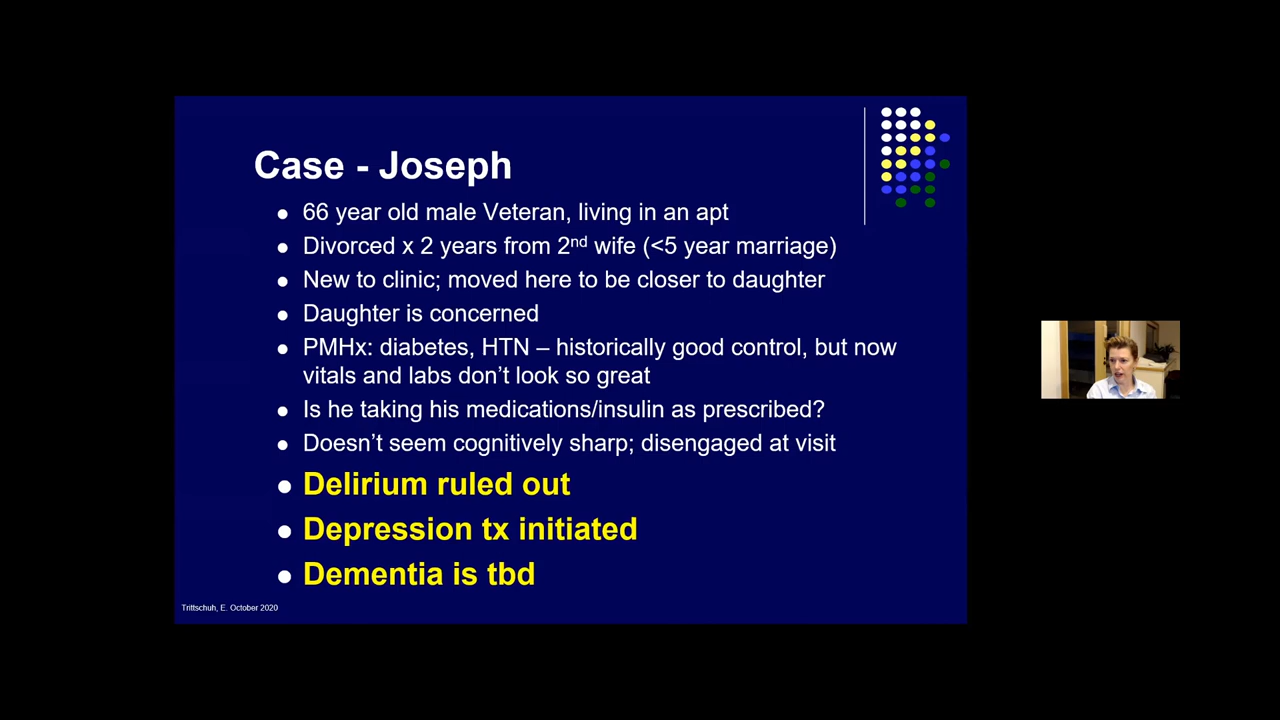 Case - Joseph
66 year old male Veteran, living in an apt
Divorced x 2 years from 2nd wife (<5 year marriage)
New to clinic; moved here to be closer to daughter
Daughter is concerned
PMHx: diabetes, HTN – historically good control, but now
vitals and labs don’t look so great
Is he taking his medications/insulin as prescribed?
Doesn’t seem cognitively sharp; disengaged at visit
Delirium ruled out
Depression tx initiated
Dementia is tbd
Trittschuh, E. October 2020